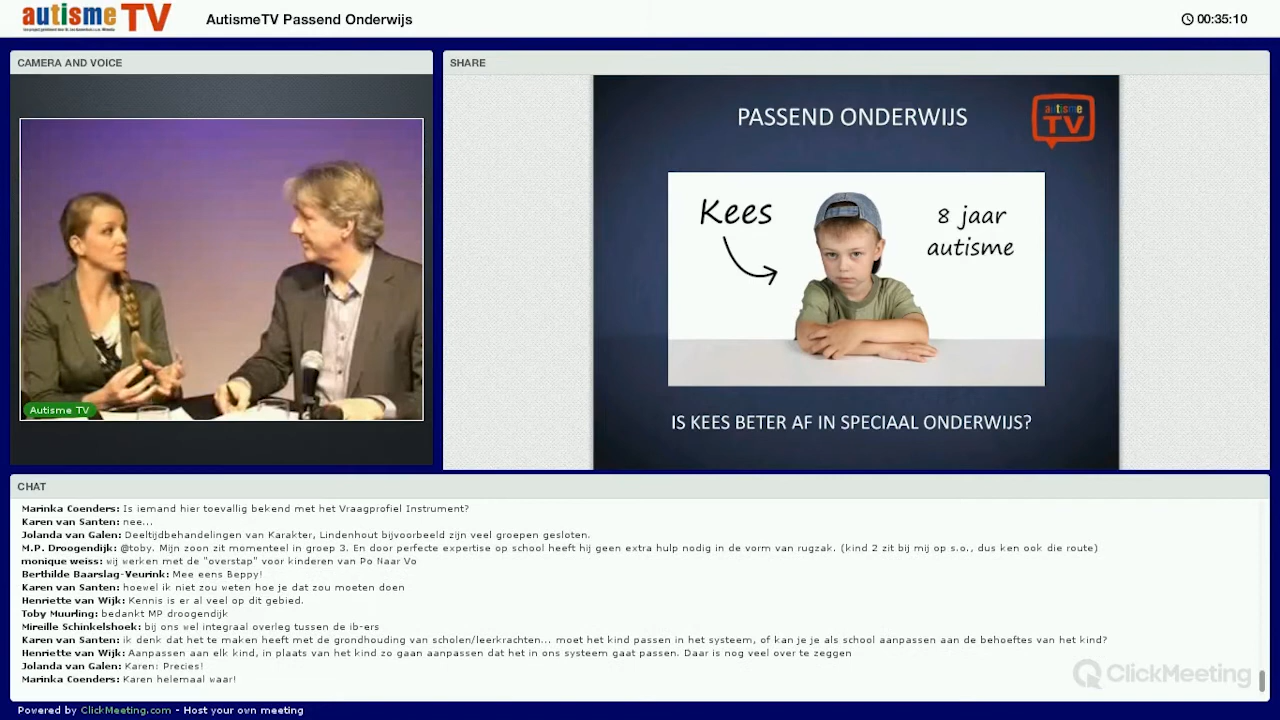 autisme TV
AutismeTV Passend Onderwijs
00:35:10
CAMERA AND VOICE
SHARE
Autisme TV
PASSEND ONDERWIJS
autisme
TV
Kees
8 jaar
autisme
IS KEES BETER AF IN SPECIAAL ONDERWIJS?
CHAT
Marinka Coenders: Is iemand hier toevallig bekend met het Vraagprofiel Instrument?
Karen van Santen: nee...
Jolanda van Galen: Deeltijdbehandelingen van Karakter, Lindenhout bijvoorbeeld zijn veel groepen gesloten.
M.P. Droogendijk: @toby. Mijn zoon zit momenteel in groep 3. En door perfecte expertise op school heeft hij geen extra hulp nodig in de vorm van rugzak. (kind 2 zit bij mij op s.o., dus ken ook die route)
monique weiss: wij werken met de "overstap" voor kinderen van Po Naar Vo
Berthilde Baarslag-Veurink: Mee eens Beppy!
Karen van Santen: hoewel ik niet zou weten hoe je dat zou moeten doen
Henriette van Wijk: Kennis is er al veel op dit gebied.
Toby Muurling: bedankt MP droogendijk
Mireille Schinkelshoek: bij ons wel integraal overleg tussen de ib-ers
Karen van Santen: ik denk dat het te maken heeft met de grondhouding van scholen/leerkrachten... moet het kind passen in het systeem, of kan je je als school aanpassen aan de behoeftes van het kind?
Henriette van Wijk: Aanpassen aan elk kind, in plaats van het kind zo gaan aanpassen dat het in ons systeem gaat passen. Daar is nog veel over te zeggen
Jolanda van Galen: Karen: Precies!
Marinka Coenders: Karen helemaal waar!
ClickMeeting
Powered by ClickMeeting.com - Host your own meeting